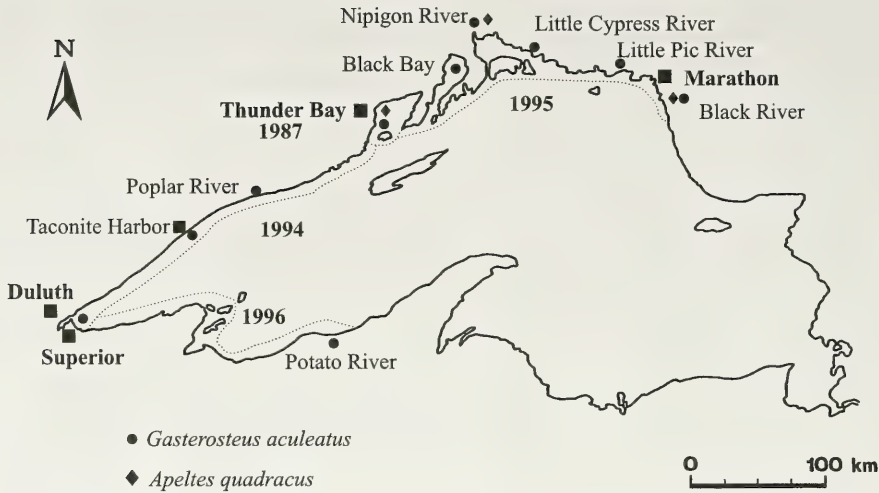 Nipigon River
Little Cypress River
N
Black Bay
Little Pic River
Marathon
Thunder Bay
1987
1995
Black River
Poplar River
Taconite Harbor
1994
Duluth
1996
Superior
Potato River
Gasterosteus aculeatus
Apeltes quadracus
0 100 km